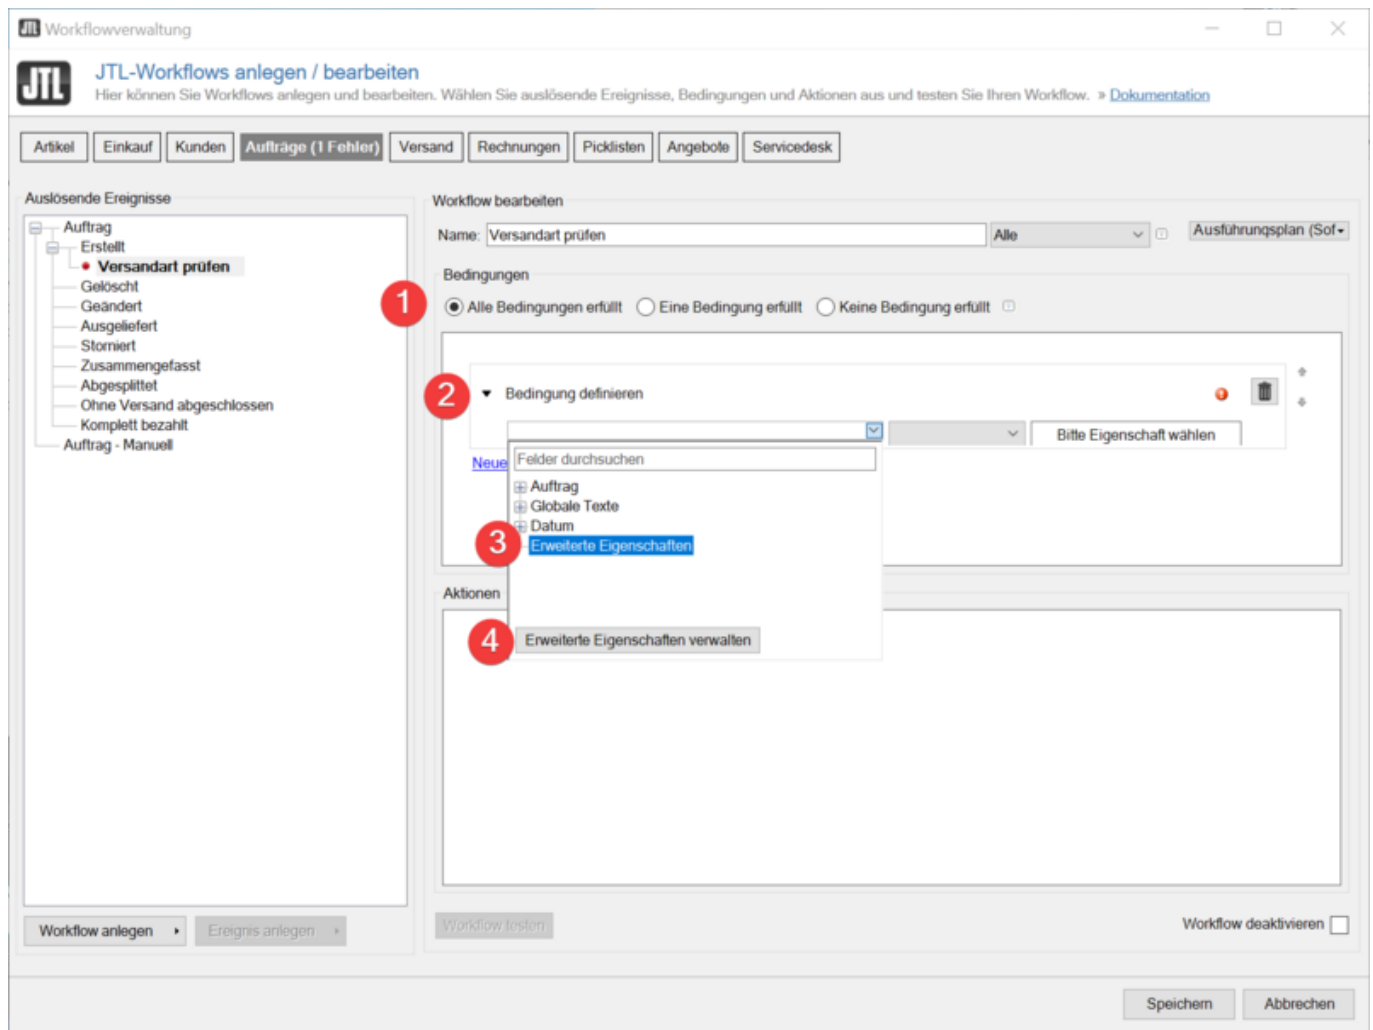 JTL Workflowverwaltung
JTL
JTL-Workflows anlegen / bearbeiten
Hier können Sie Workflows anlegen und bearbeiten. Wählen Sie auslösende Ereignisse, Bedingungen und Aktionen aus und testen Sie Ihren Workflow. » Dokumentation
Artikel Einkauf Kunden Aufträge (1 Fehler) Versand Rechnungen Picklisten Angebote Servicedesk
Auslösende Ereignisse
Auftrag
Erstellt
Versandart prüfen
Gelöscht
Geändert
Ausgeliefert
Storniert
Zusammengefasst
Abgesplittet
Ohne Versand abgeschlossen
Komplett bezahlt
Auftrag - Manuell
Workflow anlegen Ereignis anlegen
Workflow bearbeiten
Name: Versandart prüfen Alle Ausführungsplan (Sof
Bedingungen
1 Alle Bedingungen erfüllt Eine Bedingung erfüllt Keine Bedingung erfüllt
2 Bedingung definieren
Bitte Eigenschaft wählen
Neue
Felder durchsuchen
Auftrag
Globale Texte
Datum
3 Erweiterte Eigenschaften
4 Erweiterte Eigenschaften verwalten
Aktionen
Workflow testen Workflow deaktivieren
Speichern Abbrechen